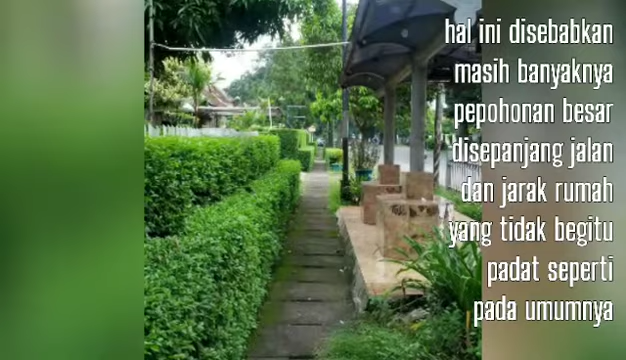 hal ini disebabkan
masih banyaknya
pepohonan besar
disepanjang jalan
dan jarak rumah
yang tidak begitu
padat seperti
pada umumnya